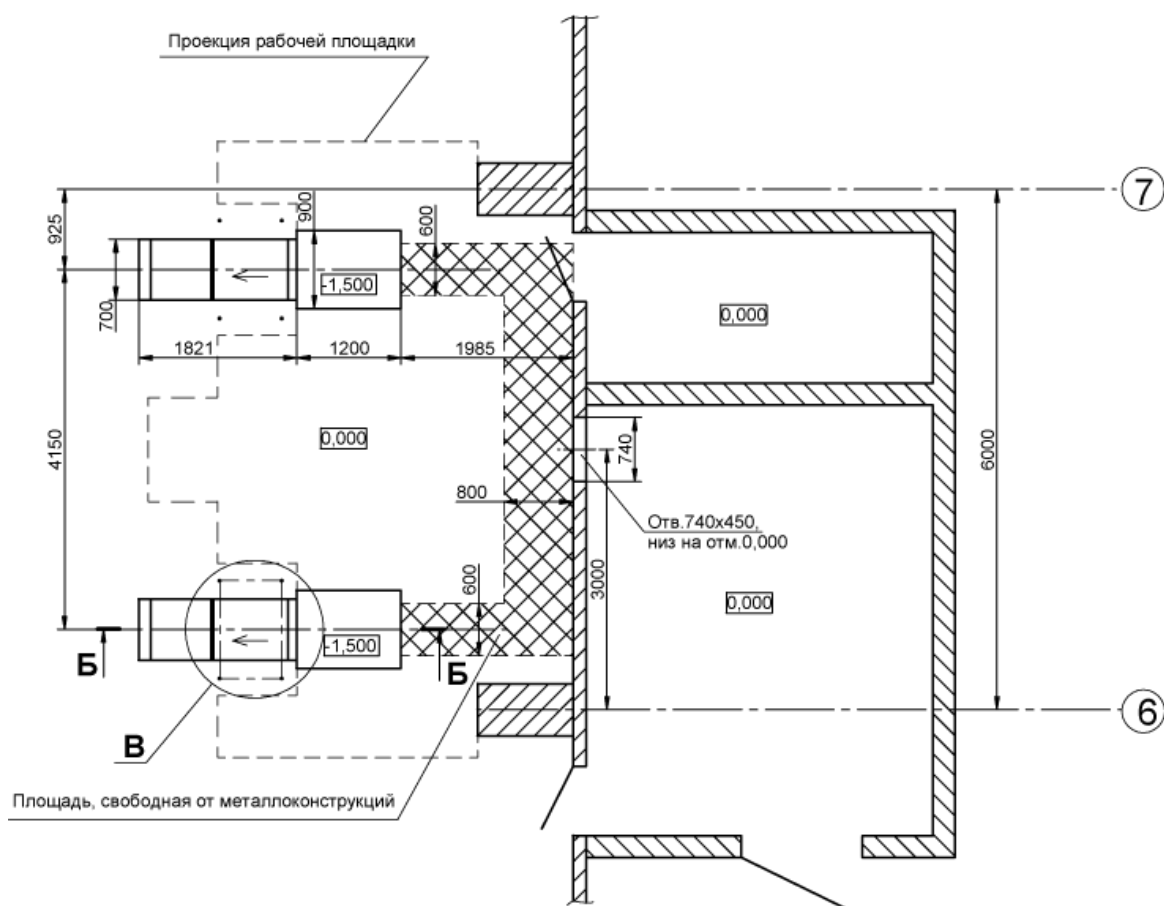 Проекция рабочей площадки
7
925
900
600
-1,500
700
0,000
1821
1200
1985
4150
0,000
740
6000
800
Отв.740х450,
низ на отм.0,000
3000
600
0,000
-1,500
Б
Б
6
В
Площадь, свободная от металлоконструкций